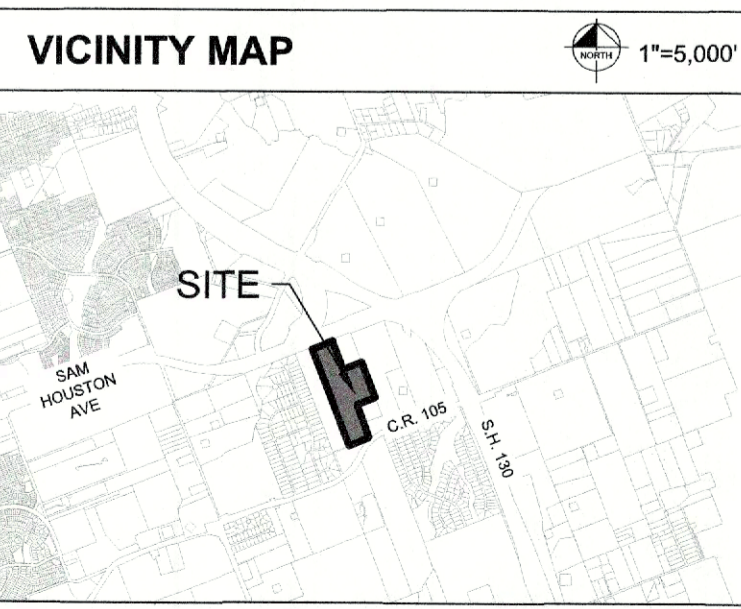 VICINITY MAP
NORTH
1"=5,000'
SITE
SAM
HOUSTON
AVE
C.R. 105
S.H. 130